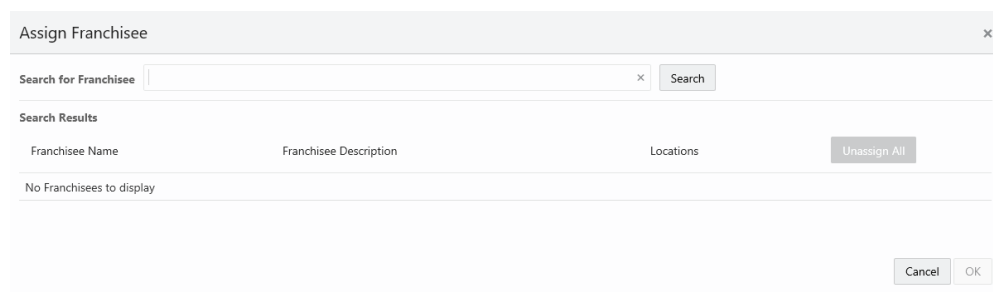 Assign Franchisee ×
Search for Franchisee × Search
Search Results
Franchisee Name Franchisee Description Locations Unassign All
No Franchisees to display
Cancel OK